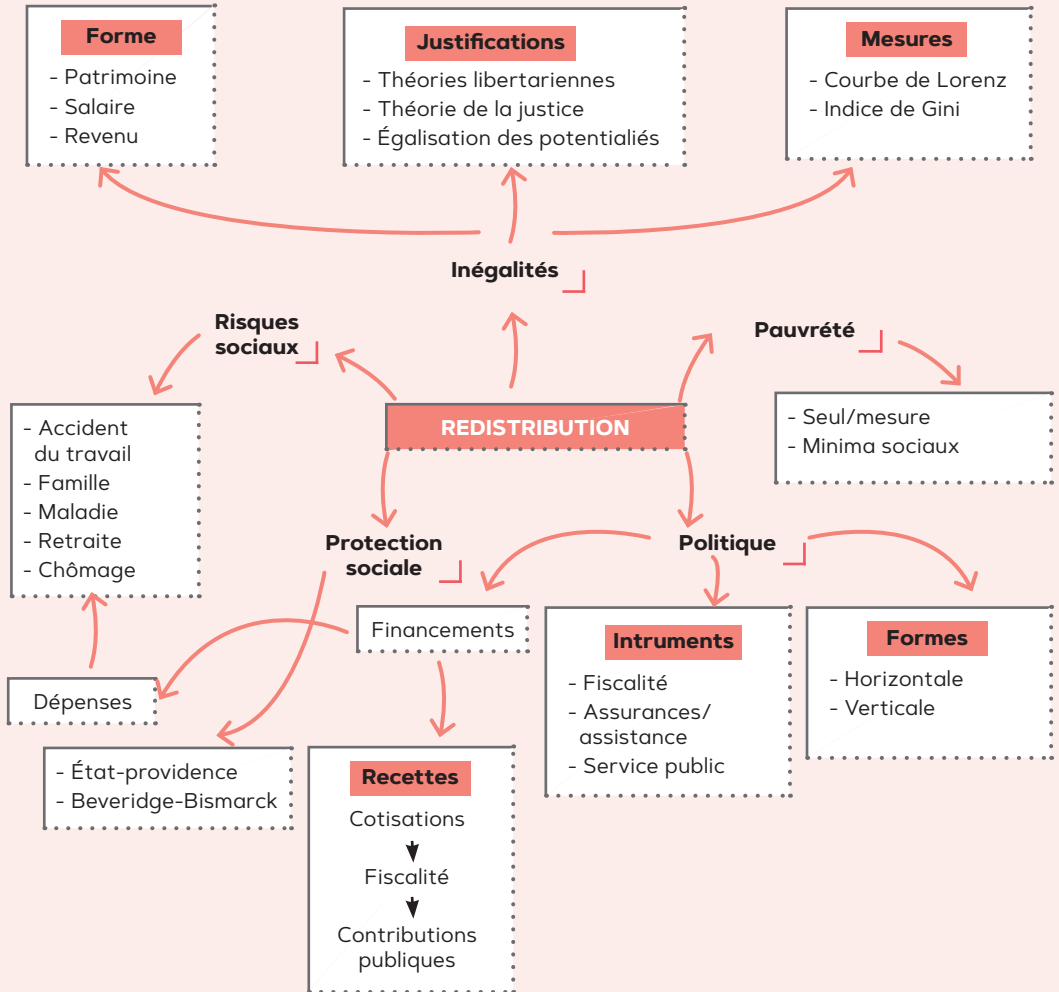 Forme
- Patrimoine
- Salaire
- Revenu
Justifications
- Théories libertariennes
- Théorie de la justice
- Égalisation des potentialiés
Mesures
- Courbe de Lorenz
- Indice de Gini
Inégalités
Risques
sociaux
Pauvrété
REDISTRIBUTION
- Accident
du travail
- Famille
- Maladie
- Retraite
- Chômage
- Seul/mesure
- Minima sociaux
Protection
sociale
Politique
Financements
Intruments
- Fiscalité
- Assurances/
assistance
- Service public
Formes
- Horizontale
- Verticale
Dépenses
- État-providence
- Beveridge-Bismarck
Recettes
Cotisations
Fiscalité
Contributions
publiques